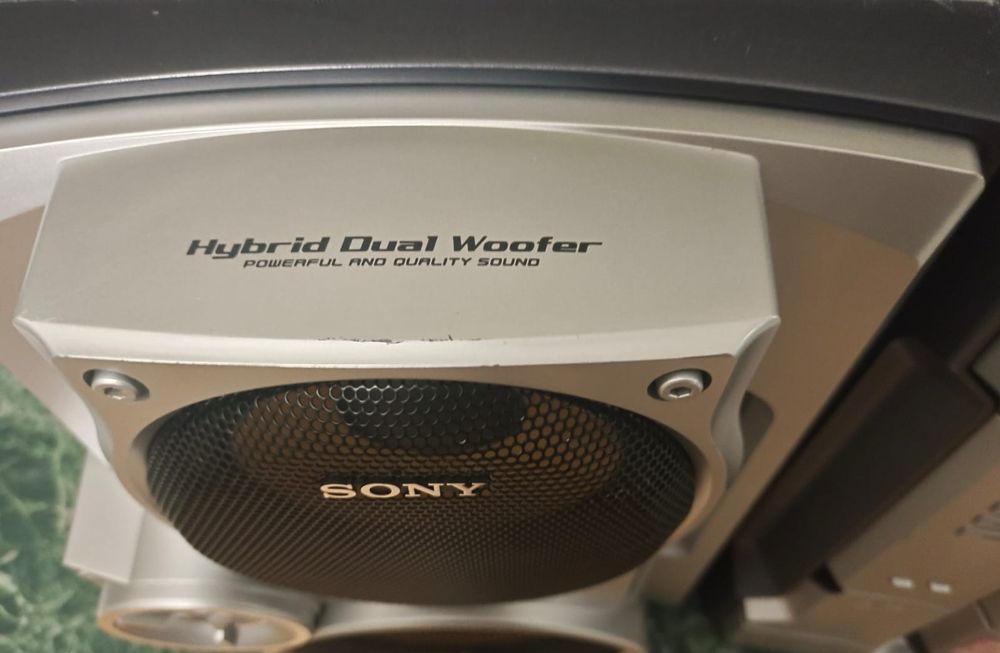 Hybrid Dual Woofer
POWERFUL AND QUALITY SOUND
SONY